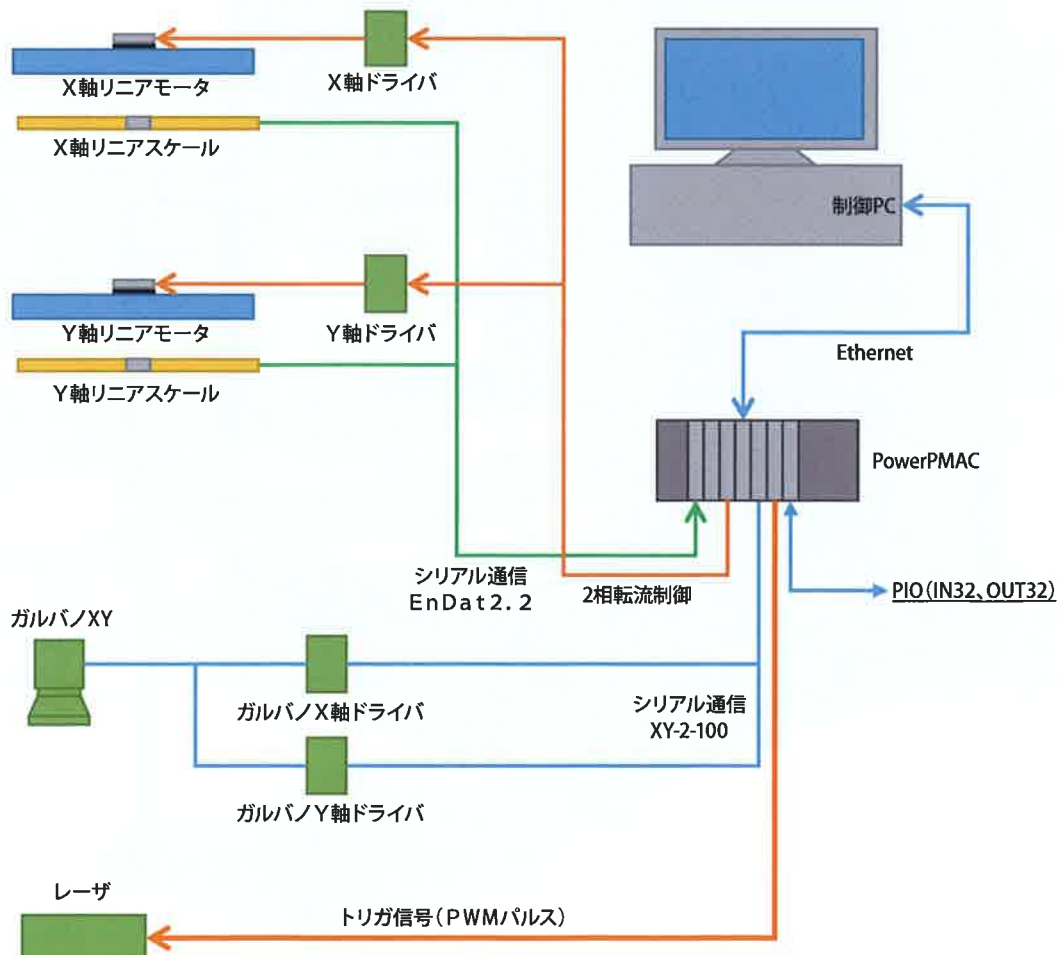 X軸リニアモータ
X軸ドライバ
X軸リニアスケール
制御PC
Y軸リニアモータ
Y軸ドライバ
Y軸リニアスケール
Ethernet
PowerPMAC
シリアル通信
EnDat2.2
2相転流制御
PIO(IN32、OUT32)
ガルバノXY
ガルバノX軸ドライバ
シリアル通信
XY-2-100
ガルバノY軸ドライバ
レーザ
トリガ信号(PWMパルス)